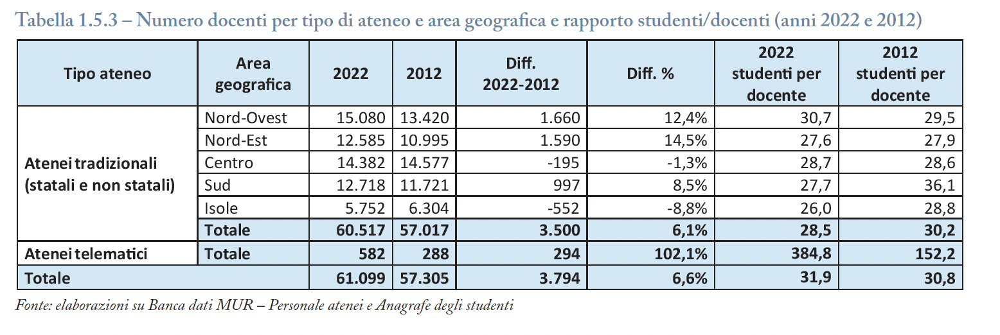 Tabella 1.5.3 – Numero docenti per tipo di ateneo e area geografica e rapporto studenti/docenti (anni 2022 e 2012)
Tipo ateneo Area geografica 2022 2012 Diff. 2022-2012 Diff. % 2022 studenti per docente 2012 studenti per docente
Atenei tradizionali (statali e non statali)
Nord-Ovest 15.080 13.420 1.660 12,4% 30,7 29,5
Nord-Est 12.585 10.995 1.590 14,5% 27,6 27,9
Centro 14.382 14.577 -195 -1,3% 28,7 28,6
Sud 12.718 11.721 997 8,5% 27,7 36,1
Isole 5.752 6.304 -552 -8,8% 26,0 28,8
Totale 60.517 57.017 3.500 6,1% 28,5 30,2
Atenei telematici Totale 582 288 294 102,1% 384,8 152,2
Totale 61.099 57.305 3.794 6,6% 31,9 30,8
Fonte: elaborazioni su Banca dati MUR – Personale atenei e Anagrafe degli studenti